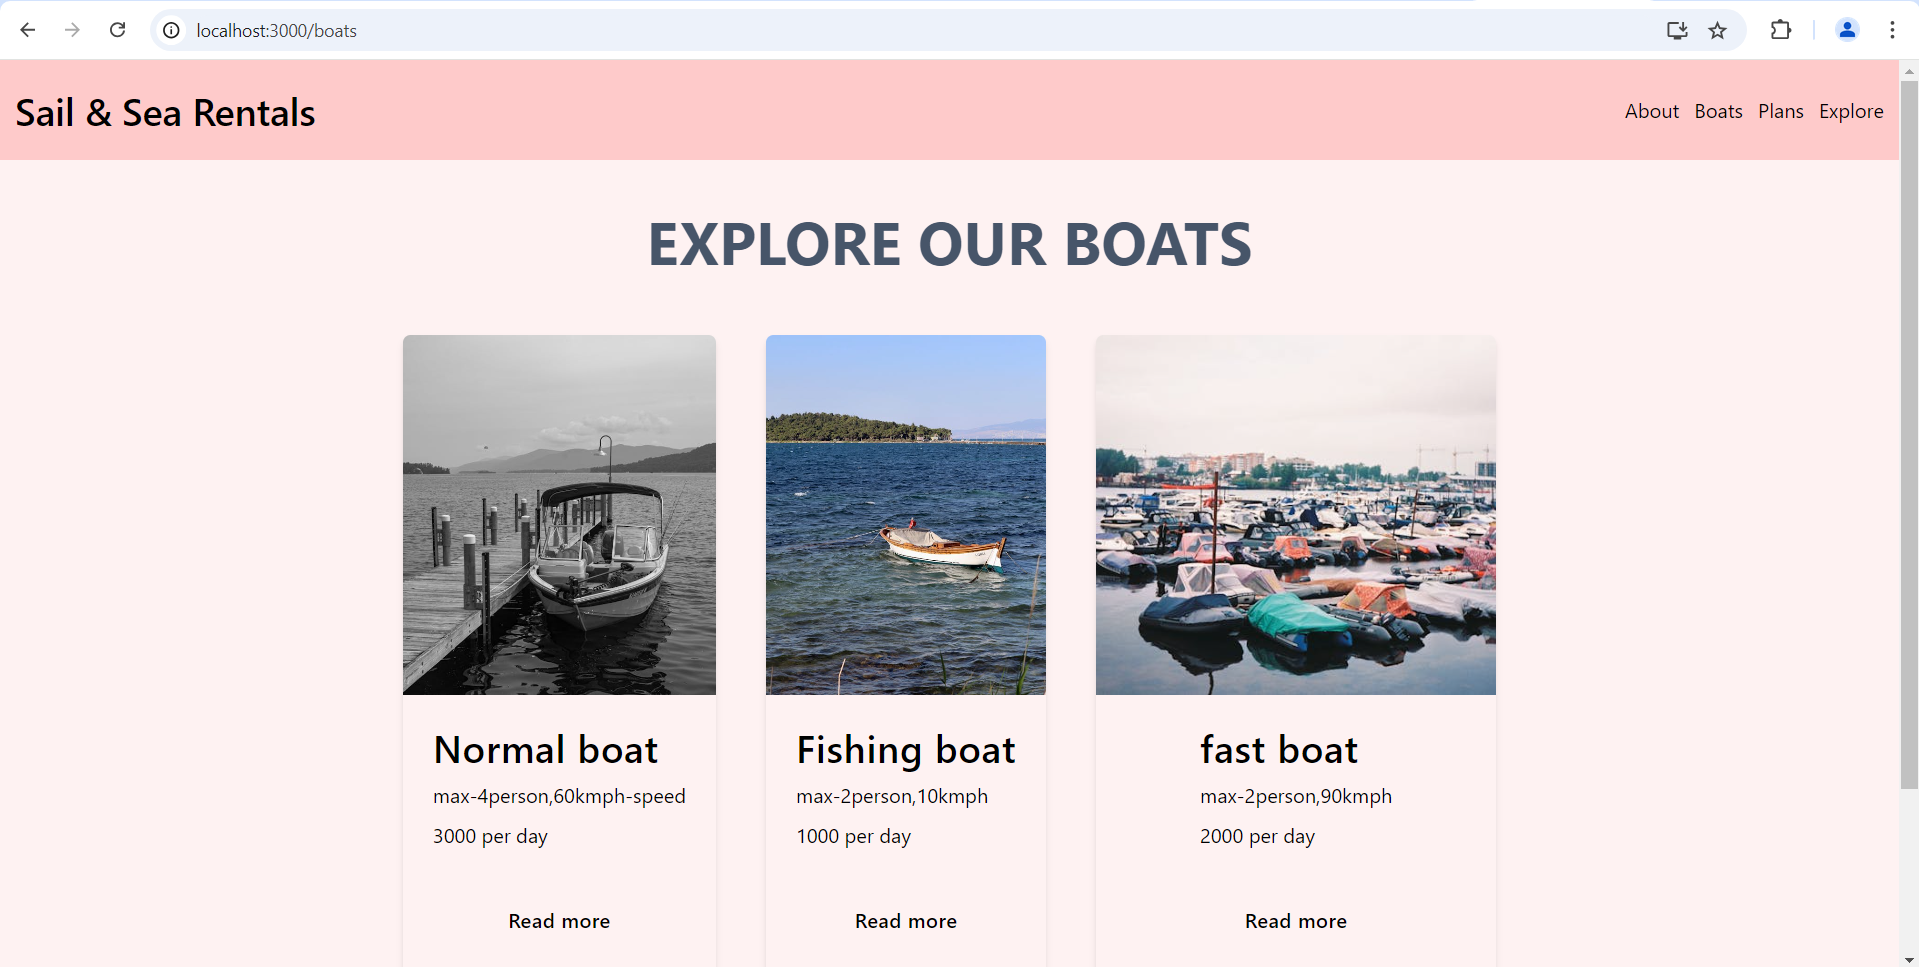 localhost:3000/boats
Sail & Sea Rentals
About Boats Plans Explore
EXPLORE OUR BOATS
Normal boat
max-4person,60kmph-speed
3000 per day
Read more
Fishing boat
max-2person,10kmph
1000 per day
Read more
fast boat
max-2person,90kmph
2000 per day
Read more